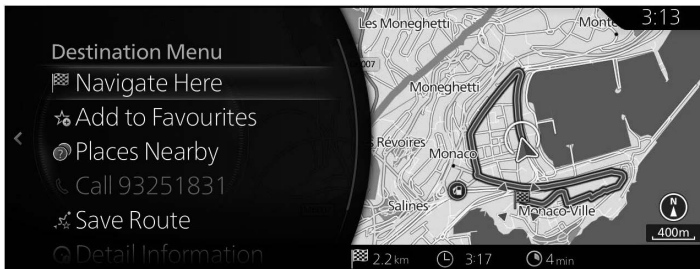 3:13
Destination Menu
Navigate Here
Add to Favourites
Places Nearby
Call 93251831
Save Route
Detail Information
Les Moneghetti
Monte
Moneghetti
Révoires
Monaco
Salines
Monaco-Ville
N
400m
2.2 km
3:17
4 min